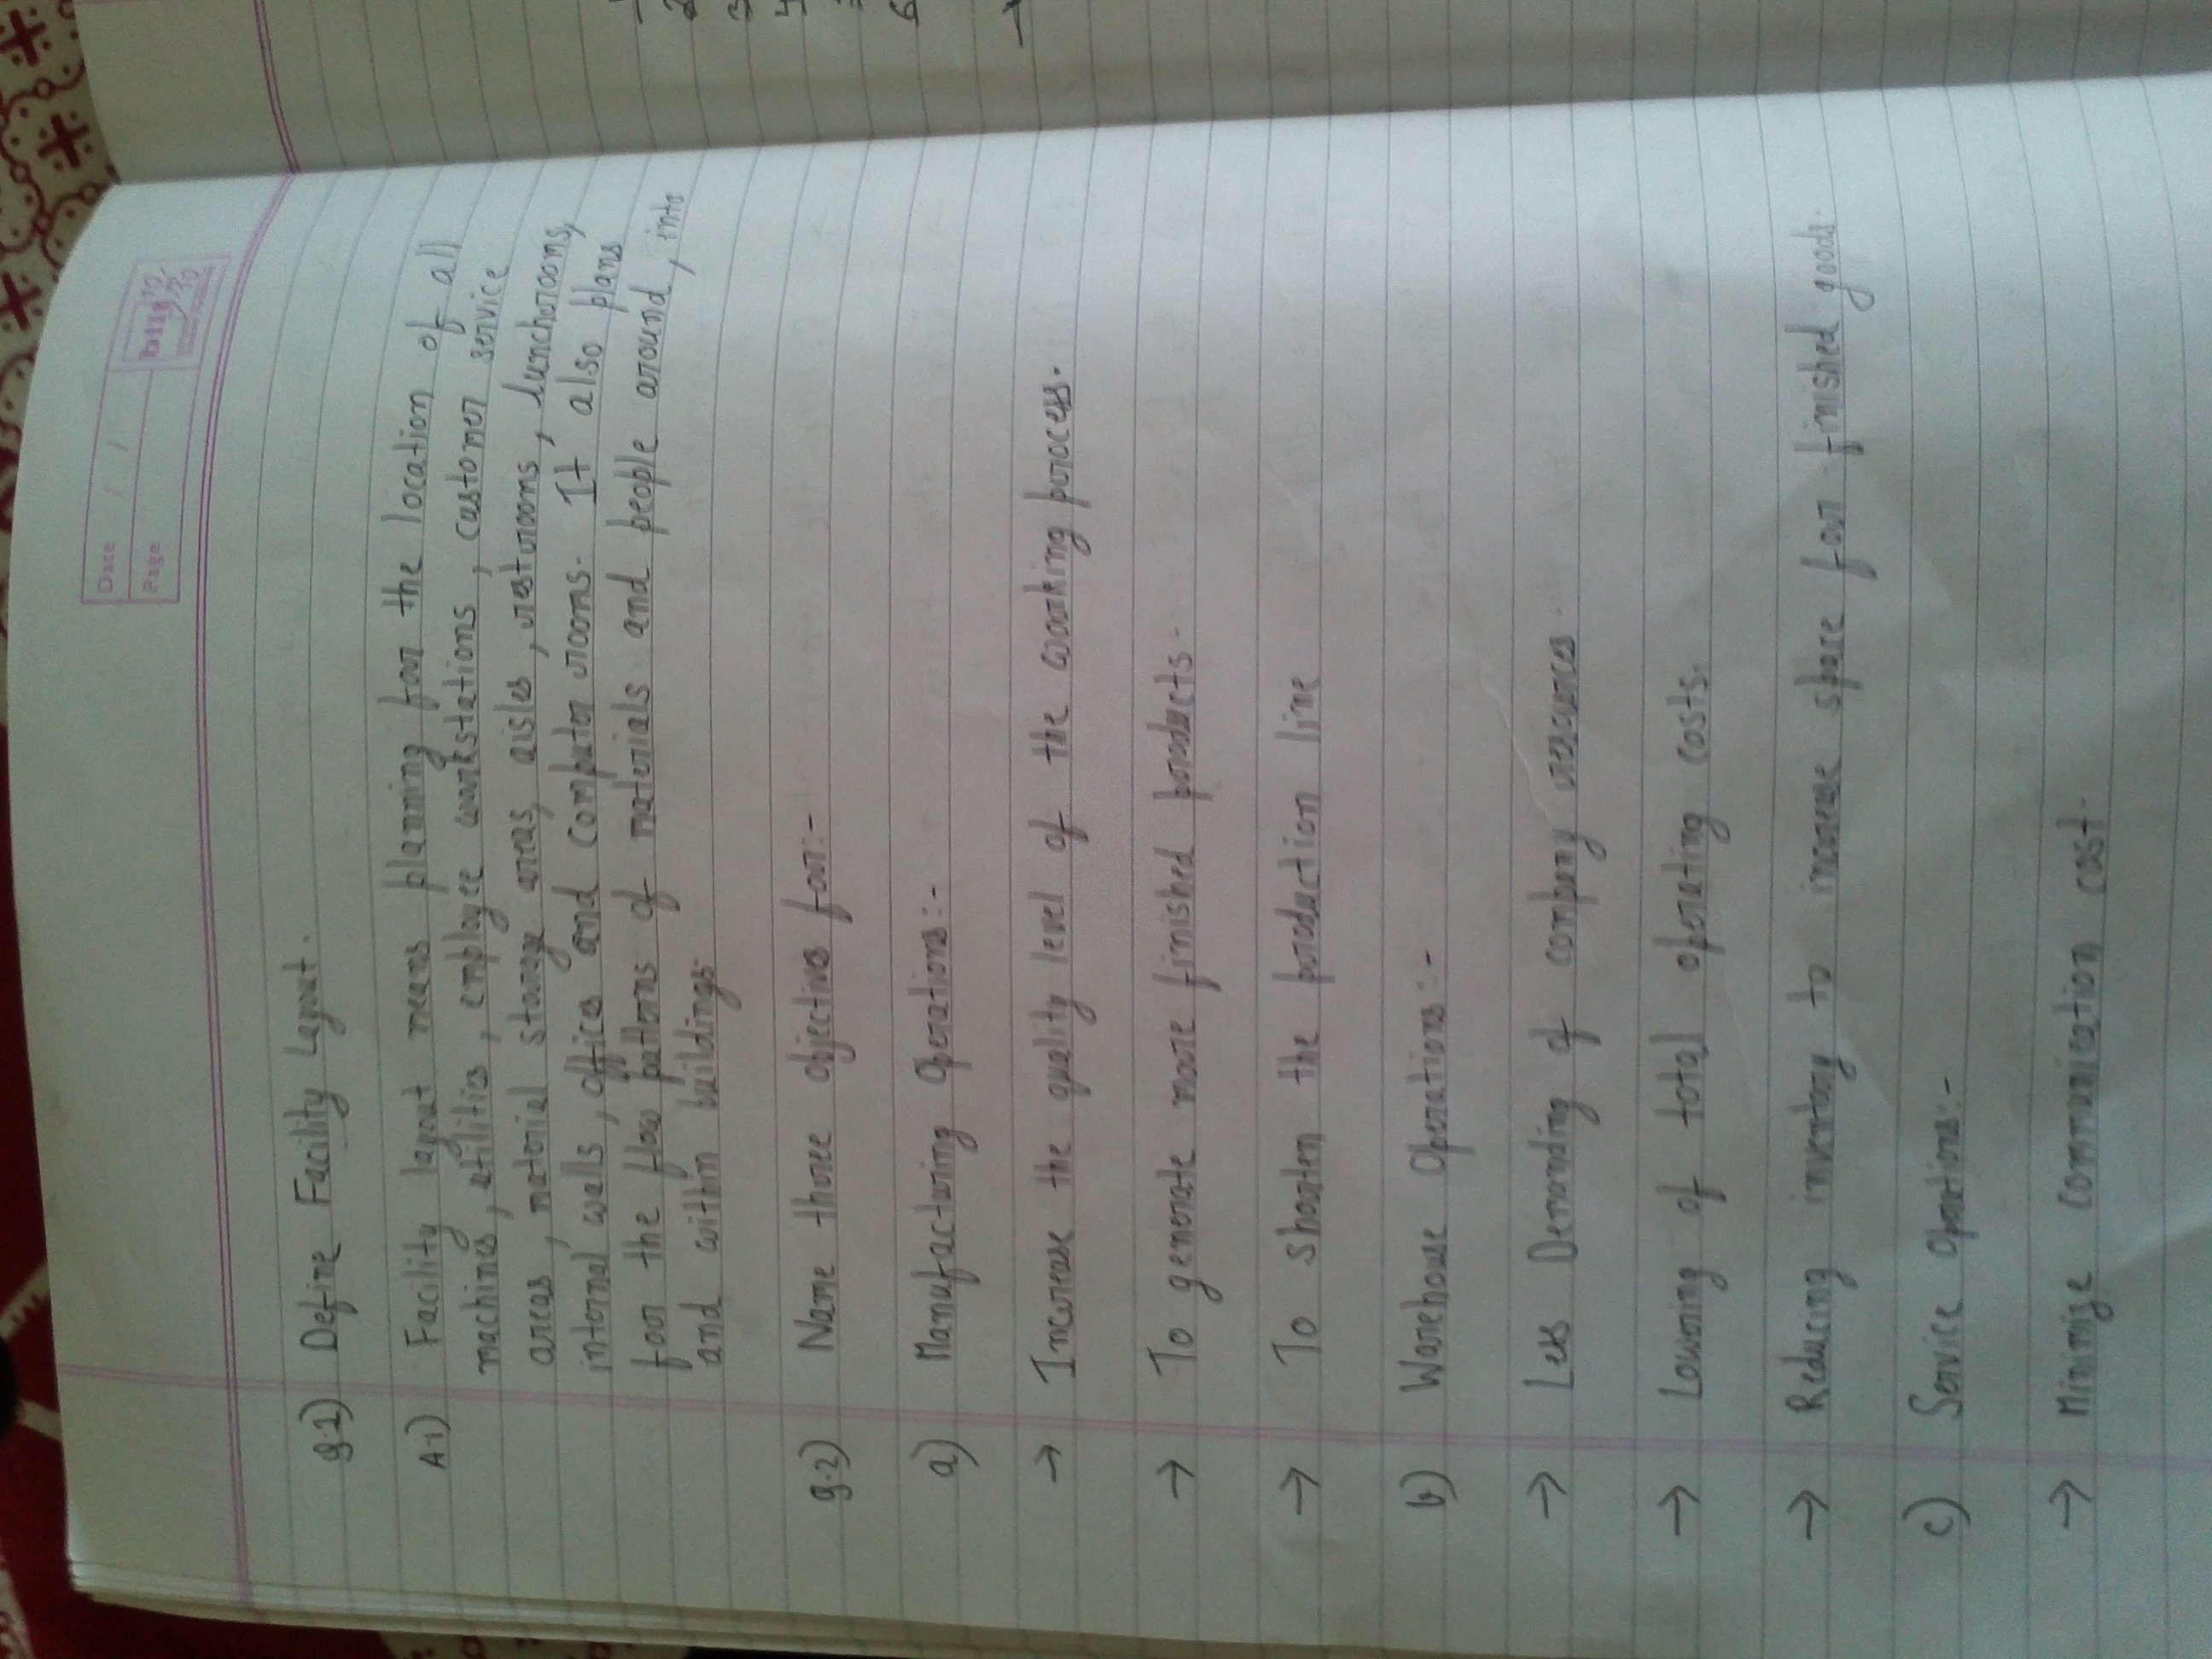 Date / /
Page
Q.1) Define Facility Layout.
A.1) Facility layout means planning for the location of all
machines, utilities, employee workstations, customer service
areas, material storage areas, aisles, restrooms, lunchrooms,
internal walls, offices and computer rooms. It also plans
for the flow patterns of materials and people around, into
and within buildings.
Q.2) Name three objectives for:-
a) Manufacturing Operations:-
→ Increase the quality level of the working process.
→ To generate more finished products.
→ To shorten the production line
b) Warehouse Operations:-
→ Less Demanding of company resources.
→ Lowering of total operating costs.
→ Reducing inventory to increase space for finished goods.
c) Service Operations:-
→ Minimize communication cost.
2
3
4
6
→